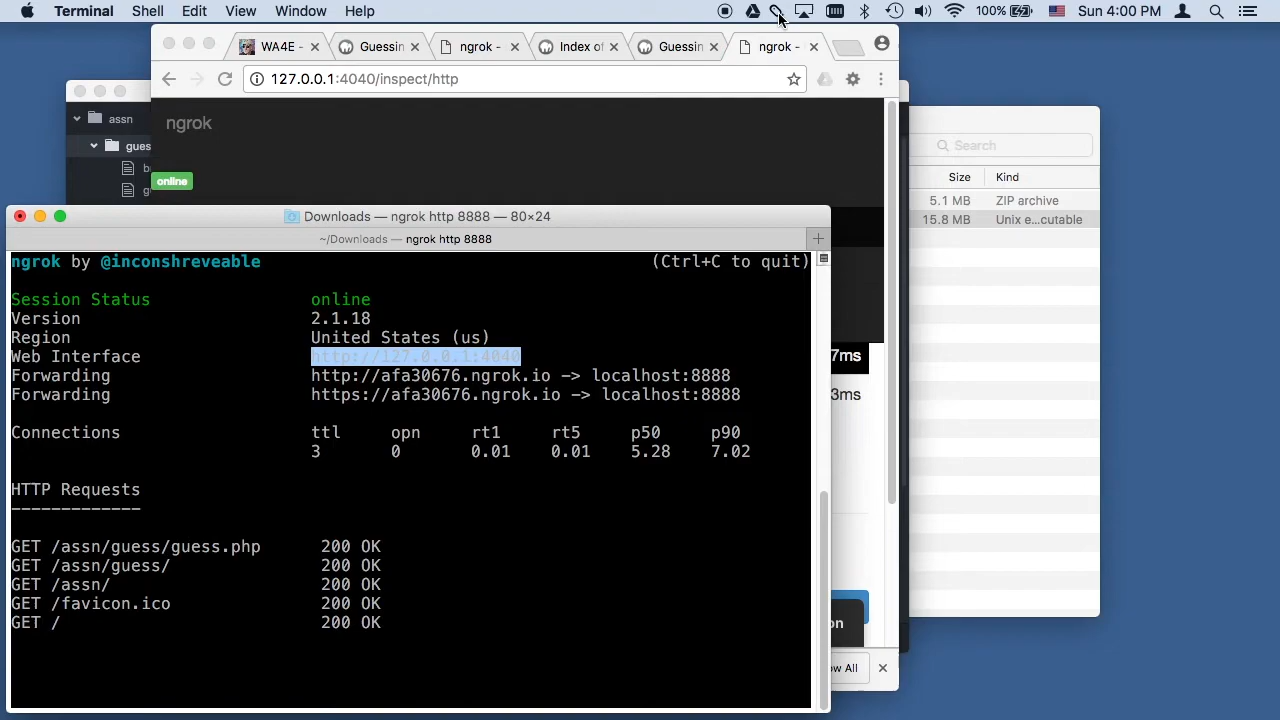 Terminal Shell Edit View Window Help 100% Sun 4:00 PM
WA4E - Guessin ngrok - Index of Guessin ngrok -
127.0.0.1:4040/inspect/http
assn
ngrok
Search
gues
b
online
Size Kind
g
5.1 MB ZIP archive
15.8 MB Unix e...cutable
Downloads — ngrok http 8888 — 80×24
~/Downloads — ngrok http 8888
ngrok by @inconshreveable (Ctrl+C to quit)
Session Status online
Version 2.1.18
Region United States (us)
Web Interface http://127.0.0.1:4040
7ms
Forwarding http://afa30676.ngrok.io -> localhost:8888
Forwarding https://afa30676.ngrok.io -> localhost:8888
3ms
Connections ttl opn rt1 rt5 p50 p90
3 0 0.01 0.01 5.28 7.02
HTTP Requests
-------------
GET /assn/guess/guess.php 200 OK
GET /assn/guess/ 200 OK
GET /assn/ 200 OK
GET /favicon.ico 200 OK
GET / 200 OK
on
ow All